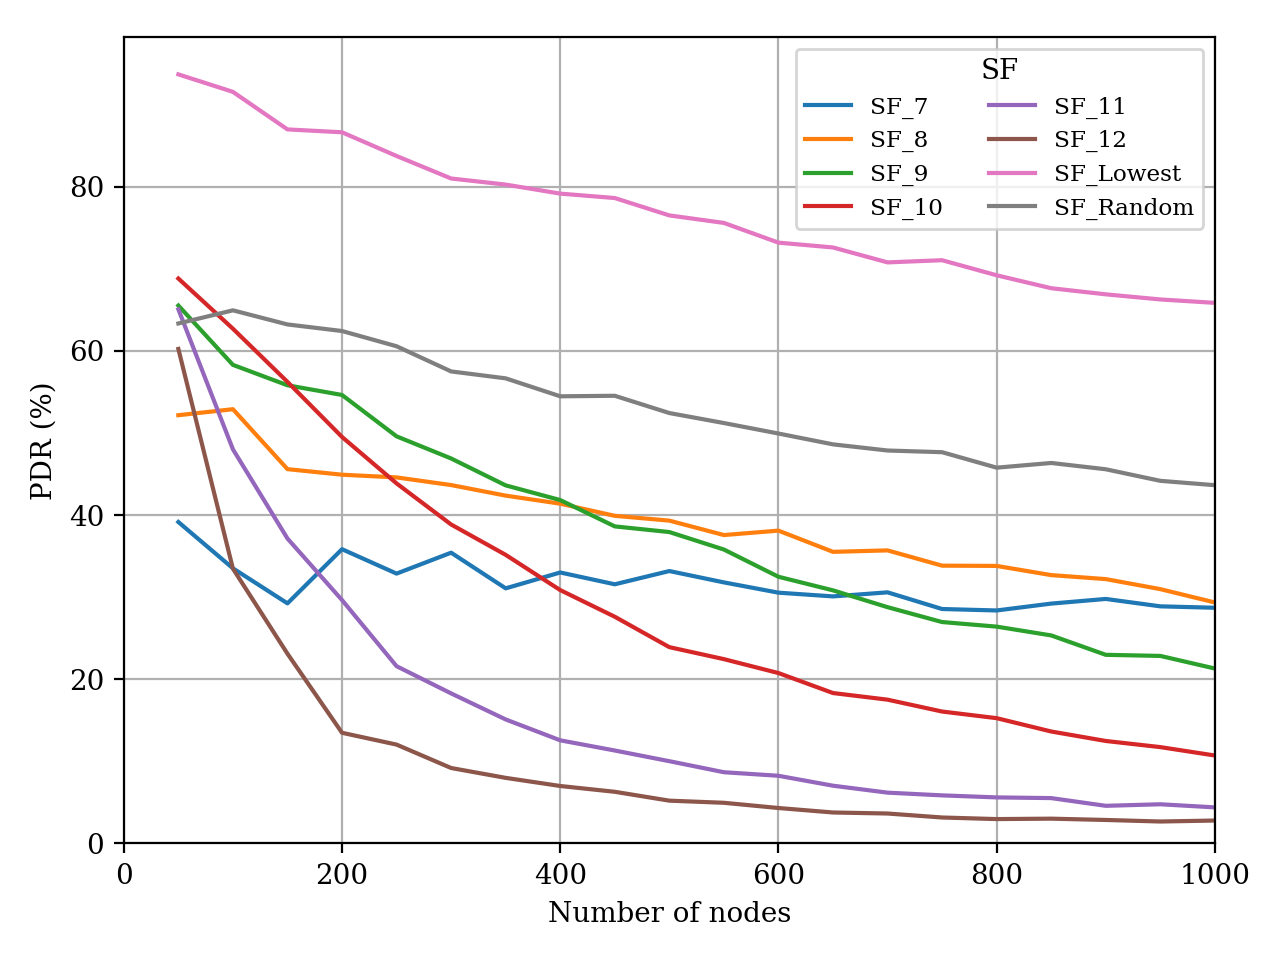 SF
SF_7 SF_11
SF_8 SF_12
SF_9 SF_Lowest
SF_10 SF_Random
PDR (%)
80
60
40
20
0
0 200 400 600 800 1000
Number of nodes